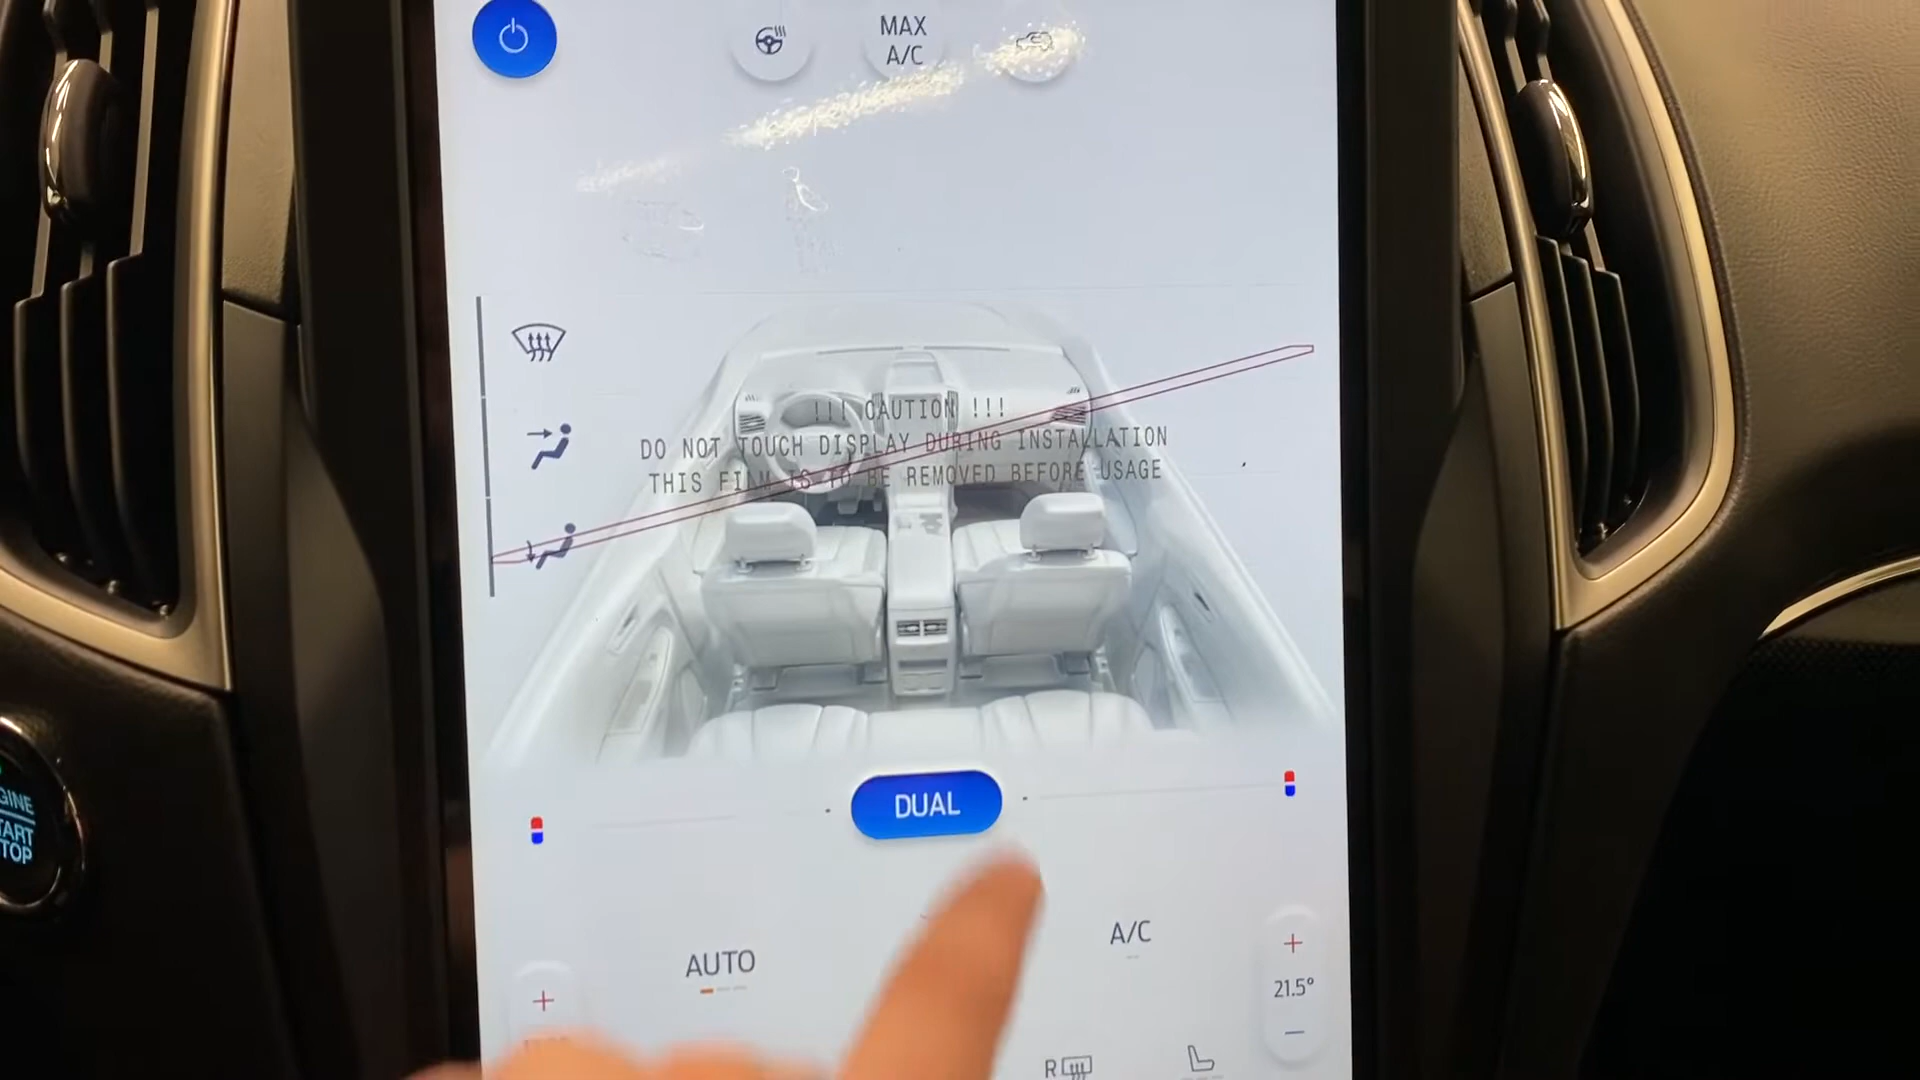 MAX
A/C
!!! CAUTION !!!
DO NOT TOUCH DISPLAY DURING INSTALLATION
THIS FILM IS TO BE REMOVED BEFORE USAGE
DUAL
GINE
TART
TOP
A/C
AUTO
+
+
21.5°
−
R